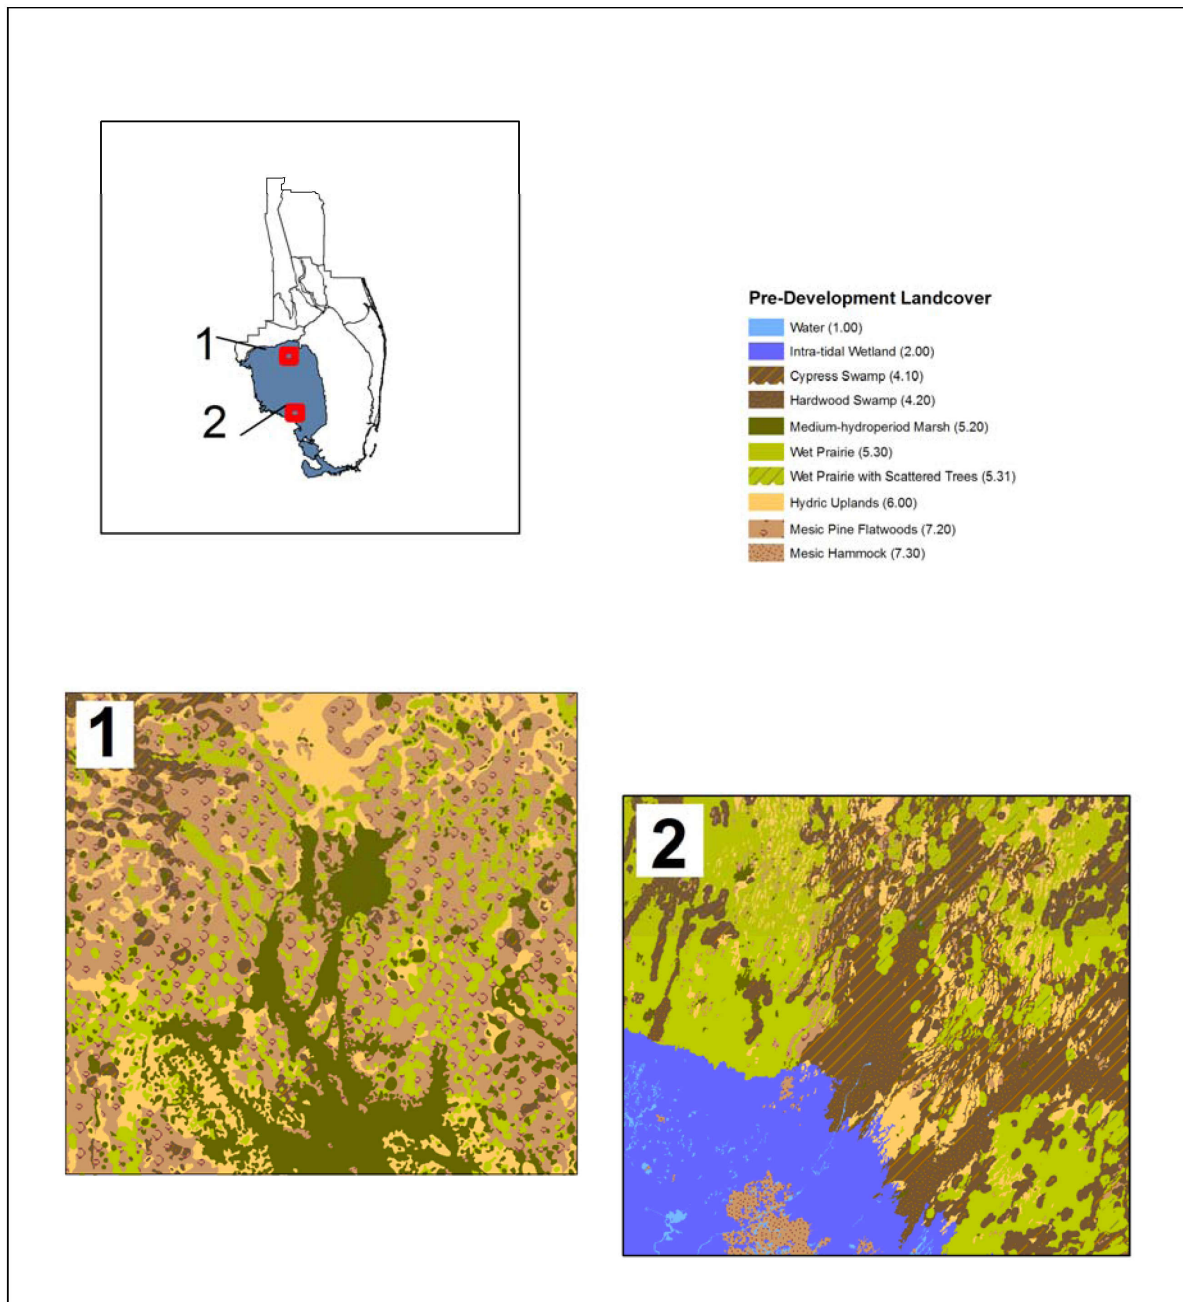 1
2
Pre-Development Landcover
Water (1.00)
Intra-tidal Wetland (2.00)
Cypress Swamp (4.10)
Hardwood Swamp (4.20)
Medium-hydroperiod Marsh (5.20)
Wet Prairie (5.30)
Wet Prairie with Scattered Trees (5.31)
Hydric Uplands (6.00)
Mesic Pine Flatwoods (7.20)
Mesic Hammock (7.30)
1
2